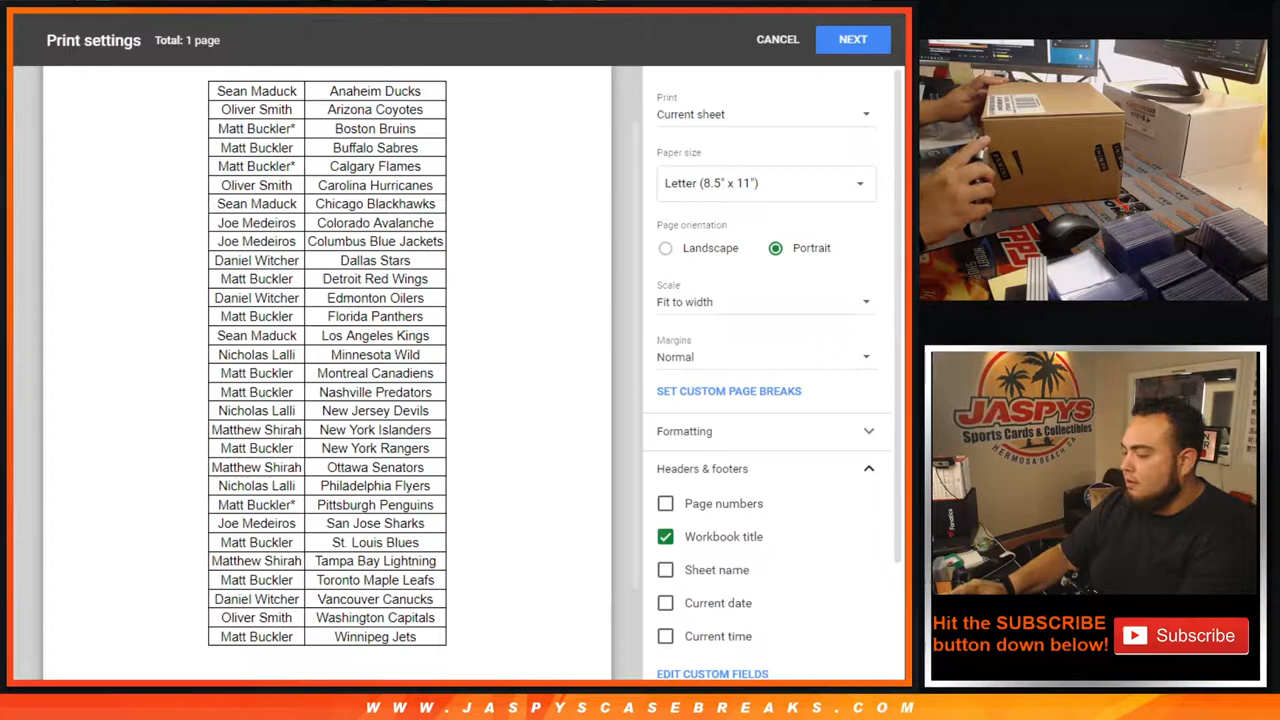 Print settings Total: 1 page CANCEL NEXT
Sean Maduck Anaheim Ducks
Oliver Smith Arizona Coyotes
Matt Buckler* Boston Bruins
Matt Buckler Buffalo Sabres
Matt Buckler* Calgary Flames
Oliver Smith Carolina Hurricanes
Sean Maduck Chicago Blackhawks
Joe Medeiros Colorado Avalanche
Joe Medeiros Columbus Blue Jackets
Daniel Witcher Dallas Stars
Matt Buckler Detroit Red Wings
Daniel Witcher Edmonton Oilers
Matt Buckler Florida Panthers
Sean Maduck Los Angeles Kings
Nicholas Lalli Minnesota Wild
Matt Buckler Montreal Canadiens
Matt Buckler Nashville Predators
Nicholas Lalli New Jersey Devils
Matthew Shirah New York Islanders
Matt Buckler New York Rangers
Matthew Shirah Ottawa Senators
Nicholas Lalli Philadelphia Flyers
Matt Buckler* Pittsburgh Penguins
Joe Medeiros San Jose Sharks
Matt Buckler St. Louis Blues
Matthew Shirah Tampa Bay Lightning
Matt Buckler Toronto Maple Leafs
Daniel Witcher Vancouver Canucks
Oliver Smith Washington Capitals
Matt Buckler Winnipeg Jets
Print
Current sheet
Paper size
Letter (8.5" x 11")
Page orientation
Landscape Portrait
Scale
Fit to width
Margins
Normal
SET CUSTOM PAGE BREAKS
Formatting
Headers & footers
Page numbers
Workbook title
Sheet name
Current date
Current time
EDIT CUSTOM FIELDS
JASPYS
Sports Cards & Collectibles
HERMOSA BEACH, CA
Fanatics
Hit the SUBSCRIBE
button down below!
Subscribe
WWW.JASPYSCASEBREAKS.COM